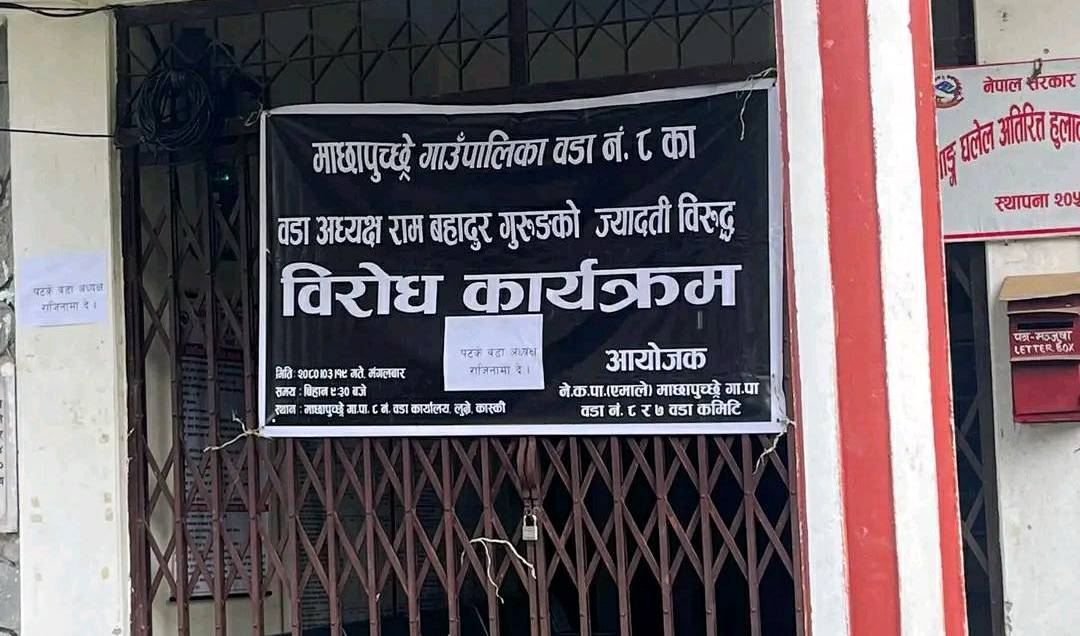 माछापुच्छ्रे गाउँपालिका वडा नं. ८ का
वडा अध्यक्ष राम बहादुर गुरुङको ज्यादती विरुद्ध
विरोध कार्यक्रम
मिति: २०८०।०३।१९ गते, मंगलबार
समय: बिहान ९:३० बजे
स्थान: माछापुच्छ्रे गा.पा. ८ नं. वडा कार्यालय, लुम्रे, कास्की
आयोजक
ने.क.पा.(एमाले) माछापुच्छ्रे गा.पा
वडा नं. ८ र ७ वडा कमिटि
पटके वडा अध्यक्ष
राजिनामा दे ।
पटके वडा अध्यक्ष
राजिनामा दे ।
नेपाल सरकार
घलेल अतिरिक्त
स्थापना
पत्र-मञ्जुषा
LETTER BOX